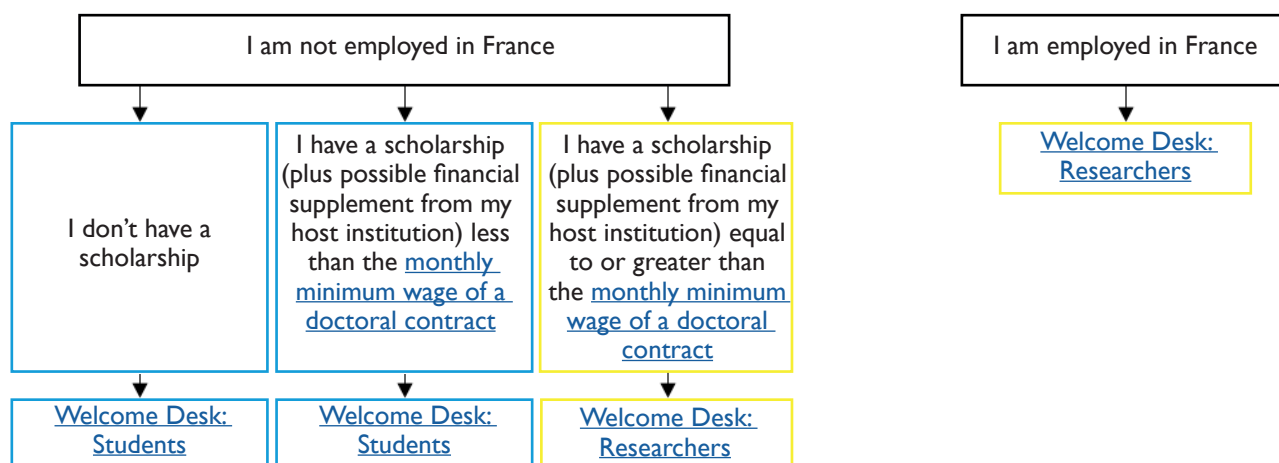 I am not employed in France
I am employed in France
I don’t have a
scholarship
I have a scholarship
(plus possible financial
supplement from my
host institution) less
than the monthly
minimum wage of a
doctoral contract
I have a scholarship
(plus possible financial
supplement from my
host institution) equal
to or greater than
the monthly minimum
wage of a doctoral
contract
Welcome Desk:
Researchers
Welcome Desk:
Students
Welcome Desk:
Students
Welcome Desk:
Researchers